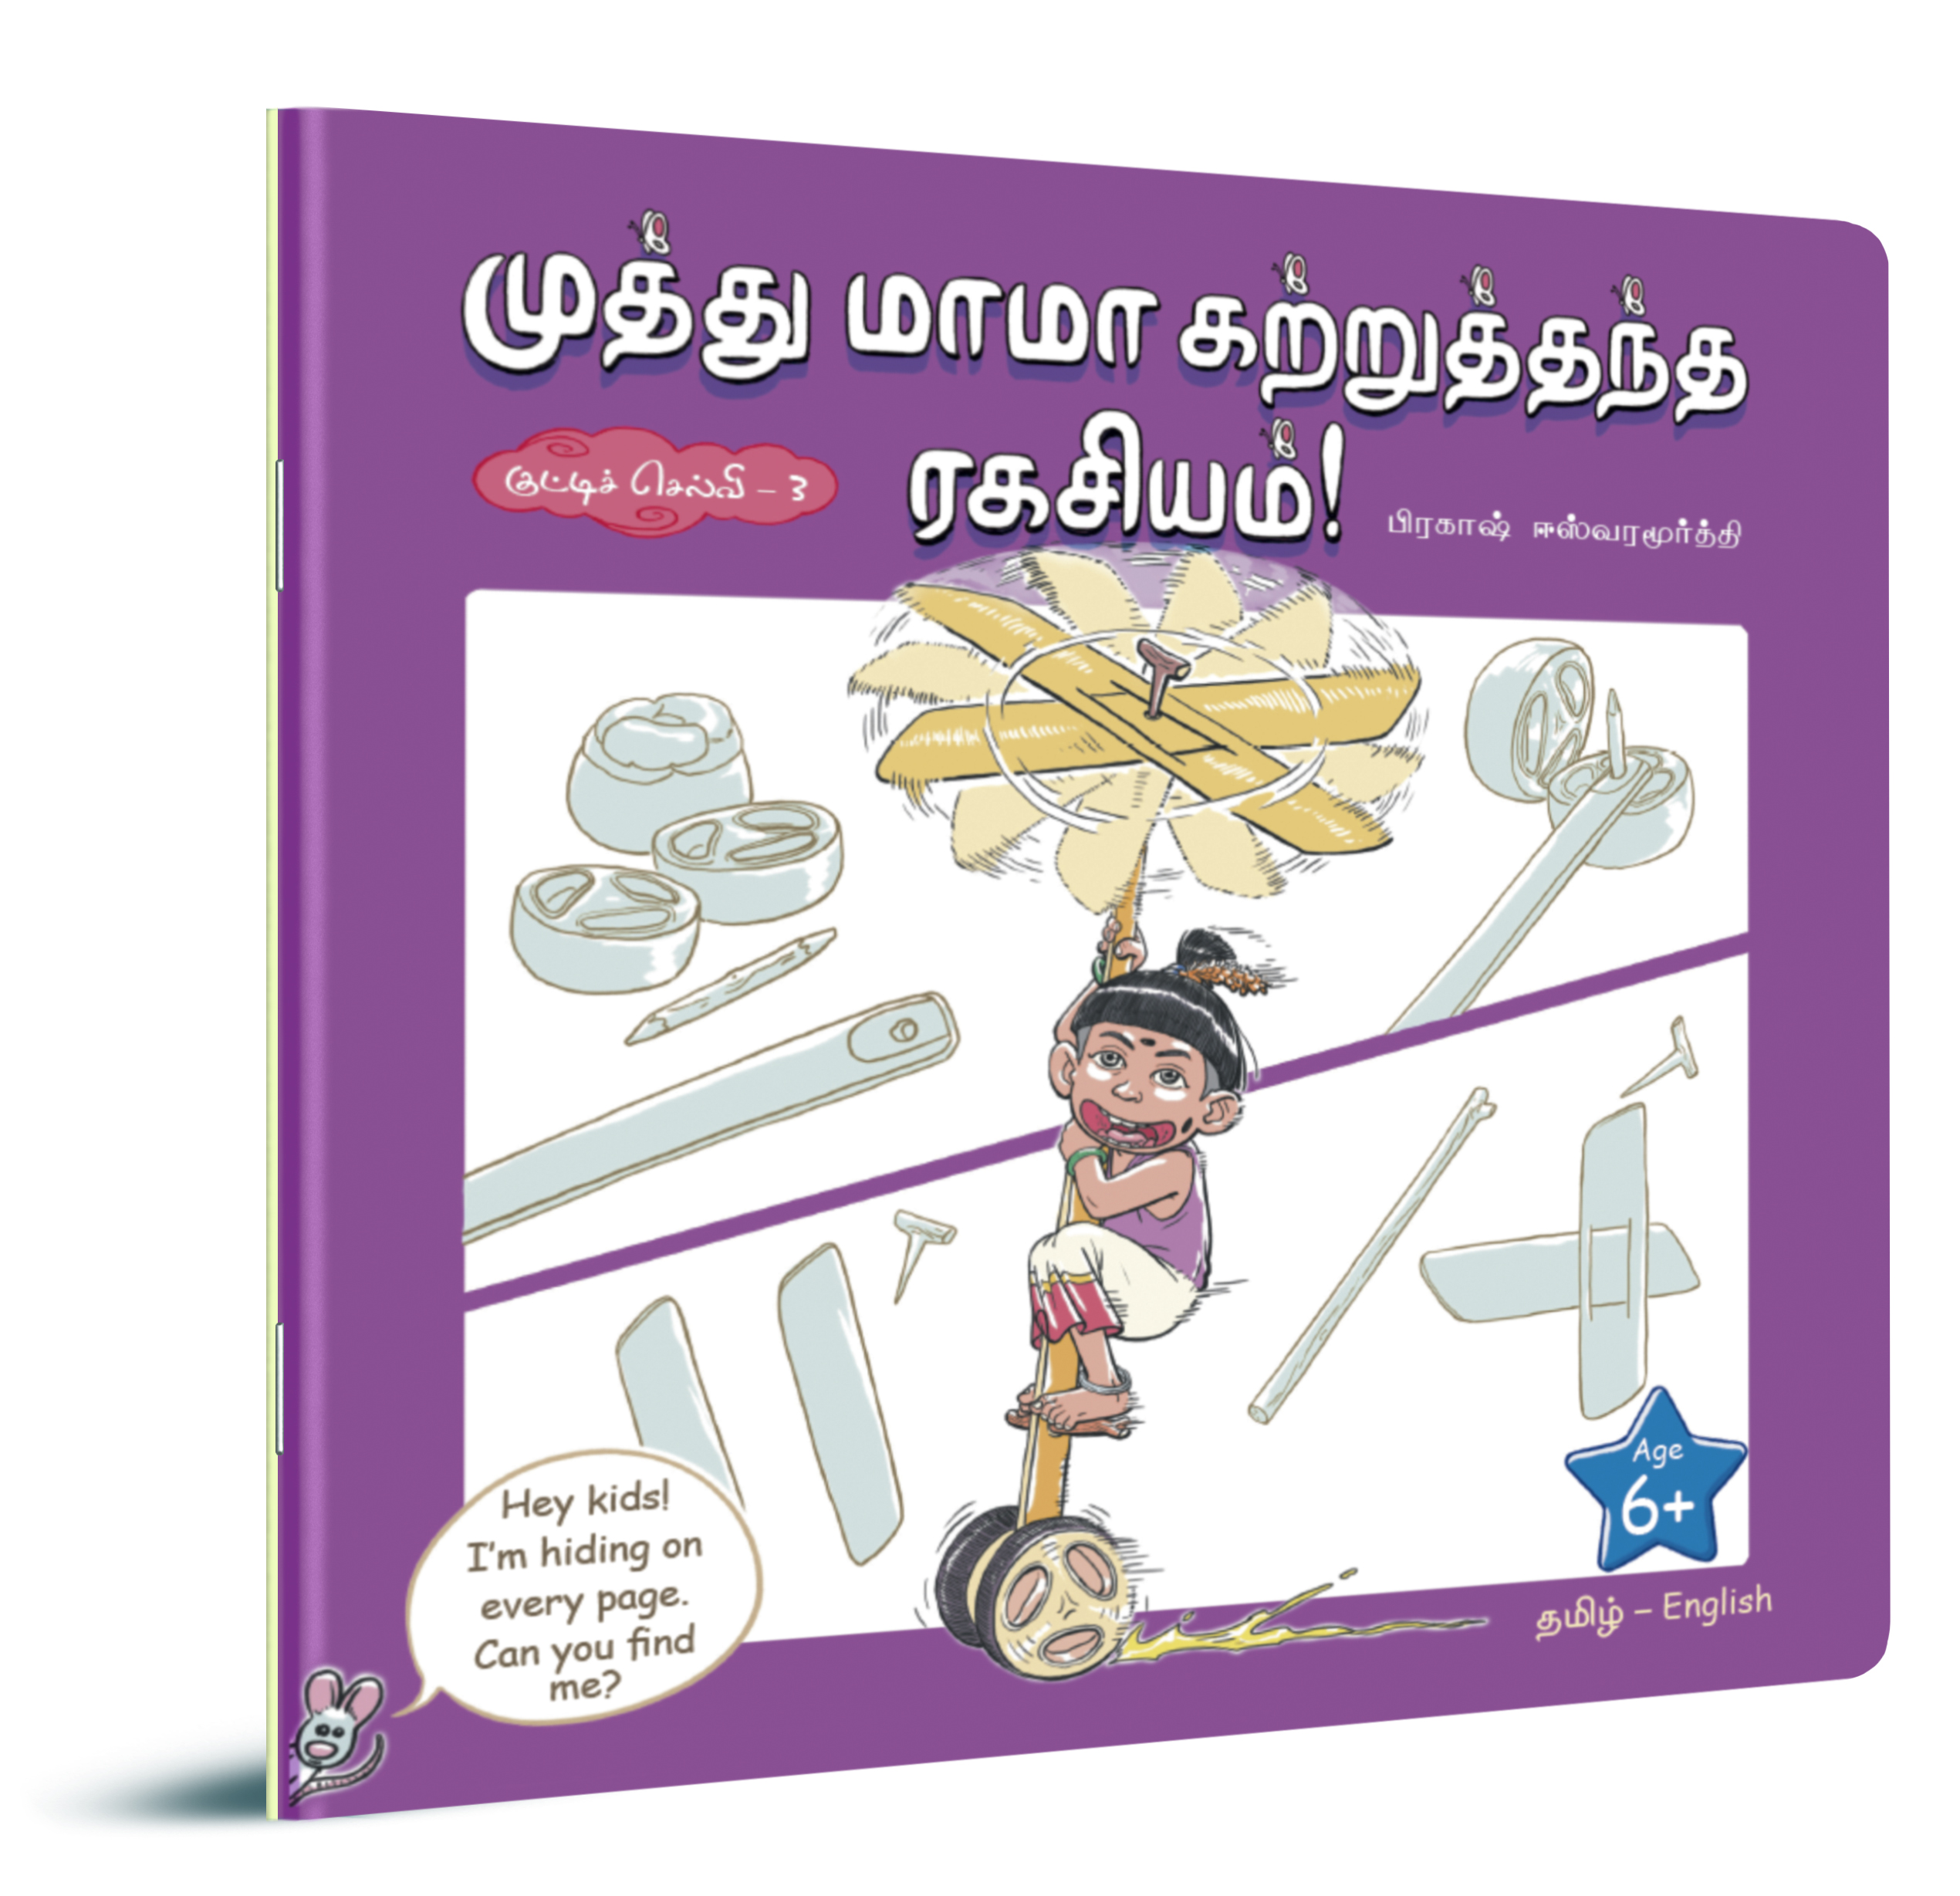 முத்து மாமா கற்றுத்தந்த
ரகசியம்!
குட்டிச் செல்வி – 3
பிரகாஷ் ஈஸ்வரமூர்த்தி
Hey kids!
I'm hiding on
every page.
Can you find
me?
Age
6+
தமிழ் – English